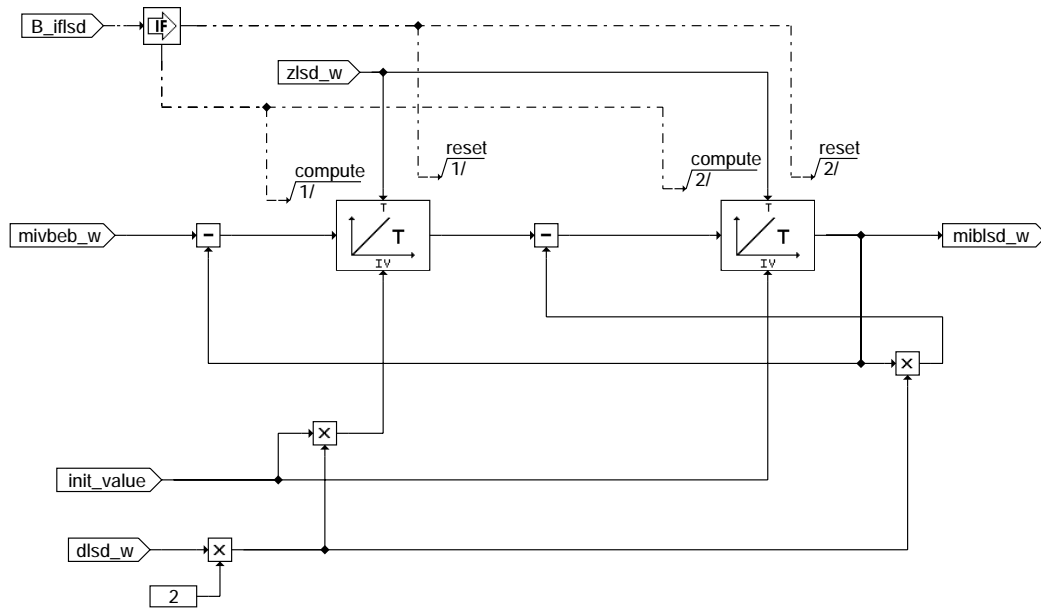 B_iflsd
IF
zlsd_w
compute
1/
reset
1/
compute
2/
reset
2/
mivbeb_w
-
T
T
IV
-
T
T
IV
miblsd_w
×
×
init_value
dlsd_w
×
2